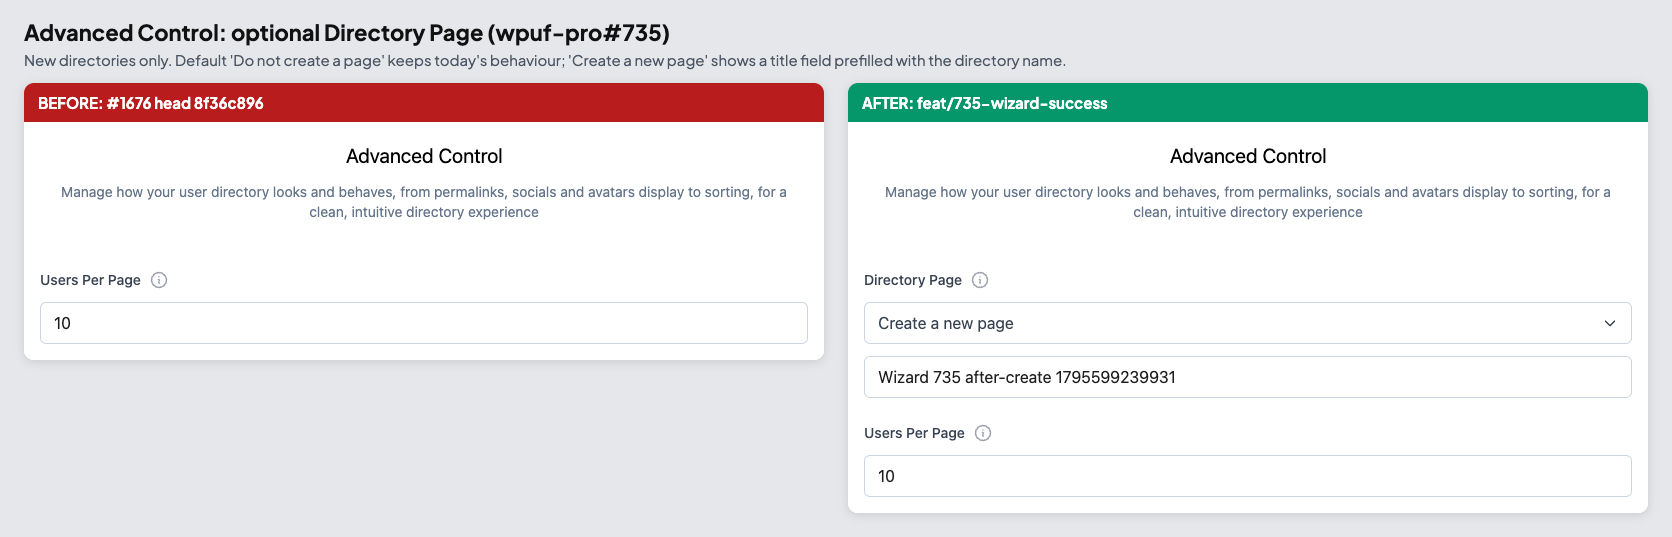 Advanced Control: optional Directory Page (wpuf-pro#735)
New directories only. Default 'Do not create a page' keeps today's behaviour; 'Create a new page' shows a title field prefilled with the directory name.
BEFORE: #1676 head 8f36c896
Advanced Control
Manage how your user directory looks and behaves, from permalinks, socials and avatars display to sorting, for a
clean, intuitive directory experience
Users Per Page
10
AFTER: feat/735-wizard-success
Advanced Control
Manage how your user directory looks and behaves, from permalinks, socials and avatars display to sorting, for a
clean, intuitive directory experience
Directory Page
Create a new page
Wizard 735 after-create 1795599239931
Users Per Page
10